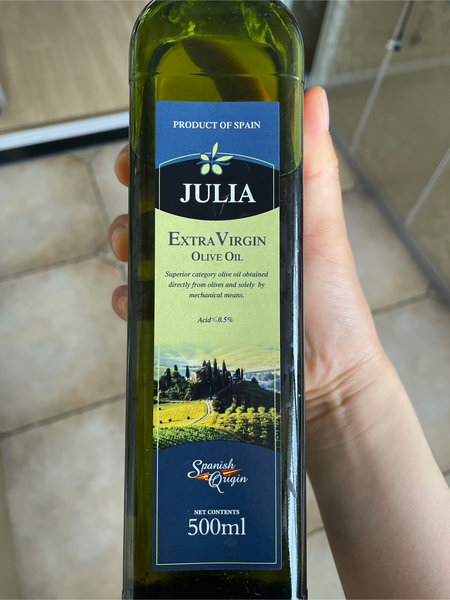 PRODUCT OF SPAIN
JULIA
EXTRA VIRGIN
OLIVE OIL
Superior category olive oil obtained
directly from olives and solely by
mechanical means.
Acid≤0.5%
Spanish
Origin
NET CONTENTS
500ml